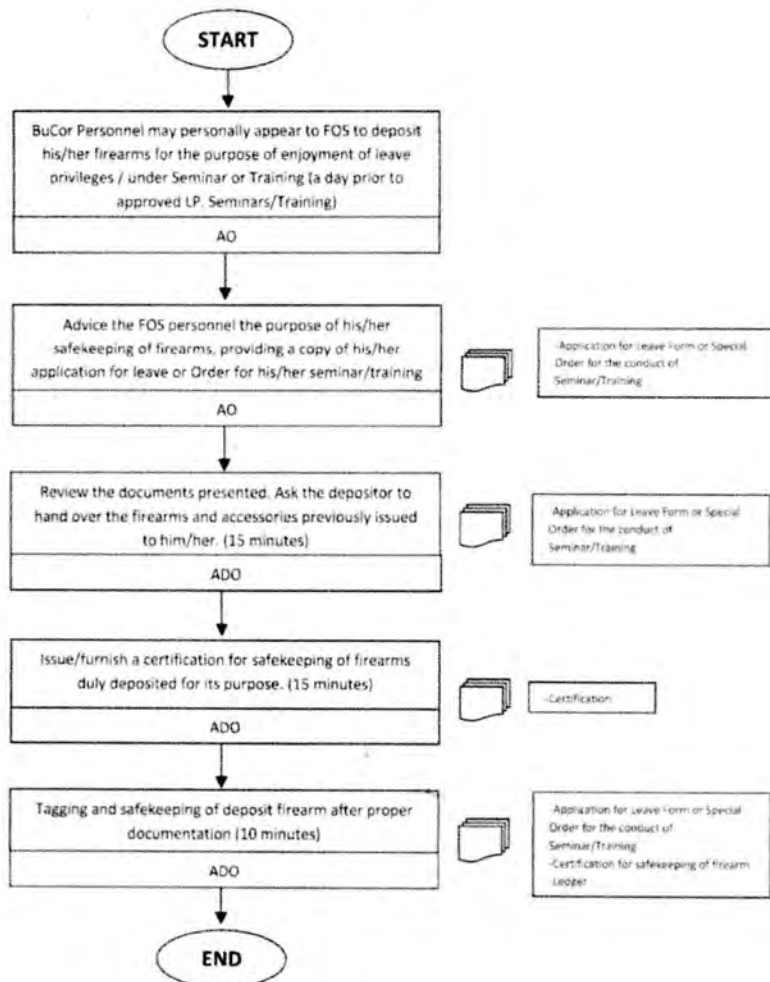 START
BuCor Personnel may personally appear to FOS to deposit
his/her firearms for the purpose of enjoyment of leave
privileges / under Seminar or Training (a day prior to
approved LP. Seminars/Training)
AO
Advice the FOS personnel the purpose of his/her
safekeeping of firearms, providing a copy of his/her
application for leave or Order for his/her seminar/training
AO
-Application for Leave Form or Special
Order for the conduct of
Seminar/Training
Review the documents presented. Ask the depositor to
hand over the firearms and accessories previously issued
to him/her. (15 minutes)
ADO
-Application for Leave Form or Special
Order for the conduct of
Seminar/Training
Issue/furnish a certification for safekeeping of firearms
duly deposited for its purpose. (15 minutes)
ADO
-Certification
Tagging and safekeeping of deposit firearm after proper
documentation (10 minutes)
ADO
-Application for Leave Form or Special
Order for the conduct of
Seminar/Training
-Certification for safekeeping of firearm
-Ledger
END